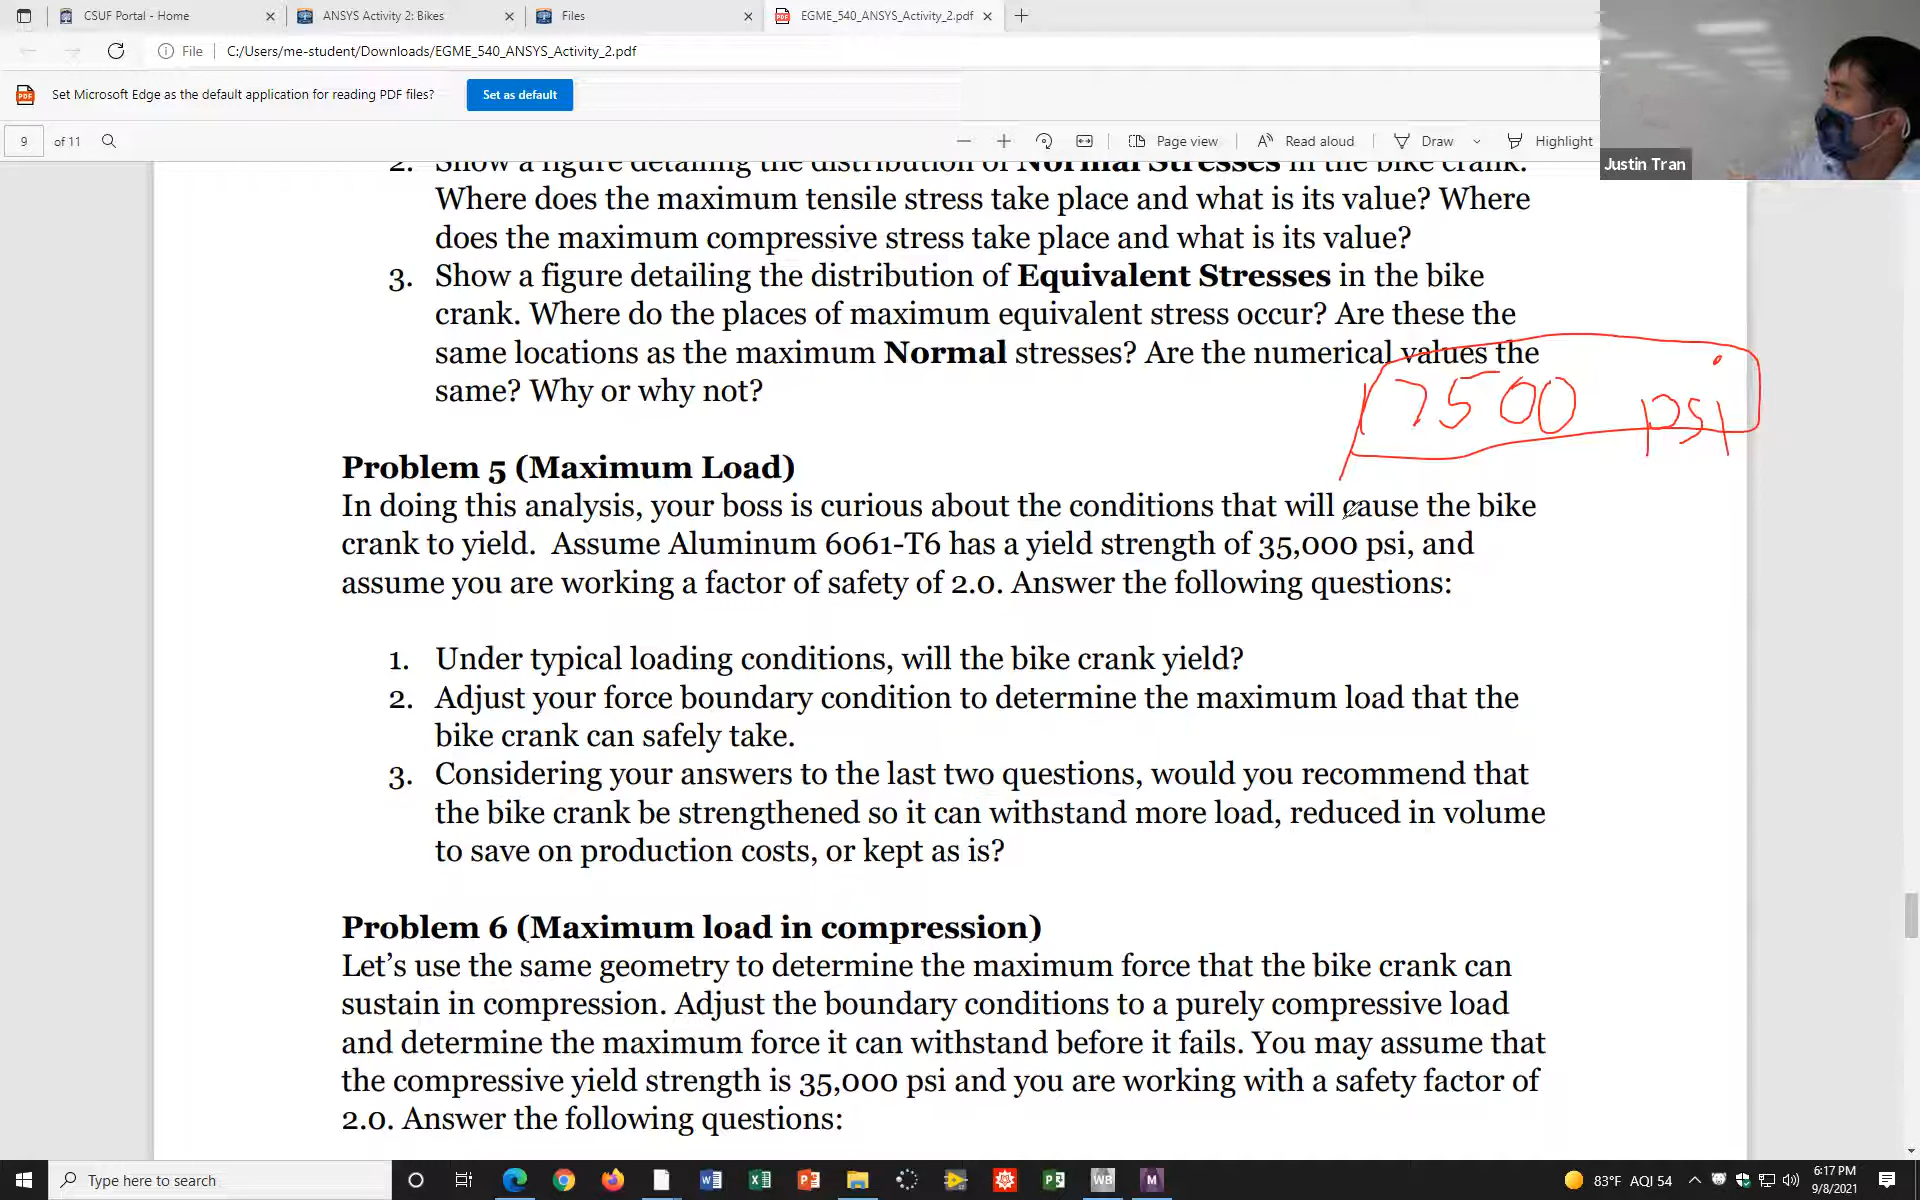 CSUF Portal - Home
ANSYS Activity 2: Bikes
Files
EGME_540_ANSYS_Activity_2.pdf
File
C:/Users/me-student/Downloads/EGME_540_ANSYS_Activity_2.pdf
Set Microsoft Edge as the default application for reading PDF files?
Set as default
9 of 11
Page view
Read aloud
Draw
Highlight
Justin Tran
2. Show a figure detailing the distribution of Normal Stresses in the bike crank.
Where does the maximum tensile stress take place and what is its value? Where
does the maximum compressive stress take place and what is its value?
3. Show a figure detailing the distribution of Equivalent Stresses in the bike
crank. Where do the places of maximum equivalent stress occur? Are these the
same locations as the maximum Normal stresses? Are the numerical values the
same? Why or why not?
17500 psi
Problem 5 (Maximum Load)
In doing this analysis, your boss is curious about the conditions that will cause the bike
crank to yield. Assume Aluminum 6061-T6 has a yield strength of 35,000 psi, and
assume you are working a factor of safety of 2.0. Answer the following questions:
1. Under typical loading conditions, will the bike crank yield?
2. Adjust your force boundary condition to determine the maximum load that the
bike crank can safely take.
3. Considering your answers to the last two questions, would you recommend that
the bike crank be strengthened so it can withstand more load, reduced in volume
to save on production costs, or kept as is?
Problem 6 (Maximum load in compression)
Let's use the same geometry to determine the maximum force that the bike crank can
sustain in compression. Adjust the boundary conditions to a purely compressive load
and determine the maximum force it can withstand before it fails. You may assume that
the compressive yield strength is 35,000 psi and you are working with a safety factor of
2.0. Answer the following questions:
Type here to search
83°F AQI 54
6:17 PM
9/8/2021